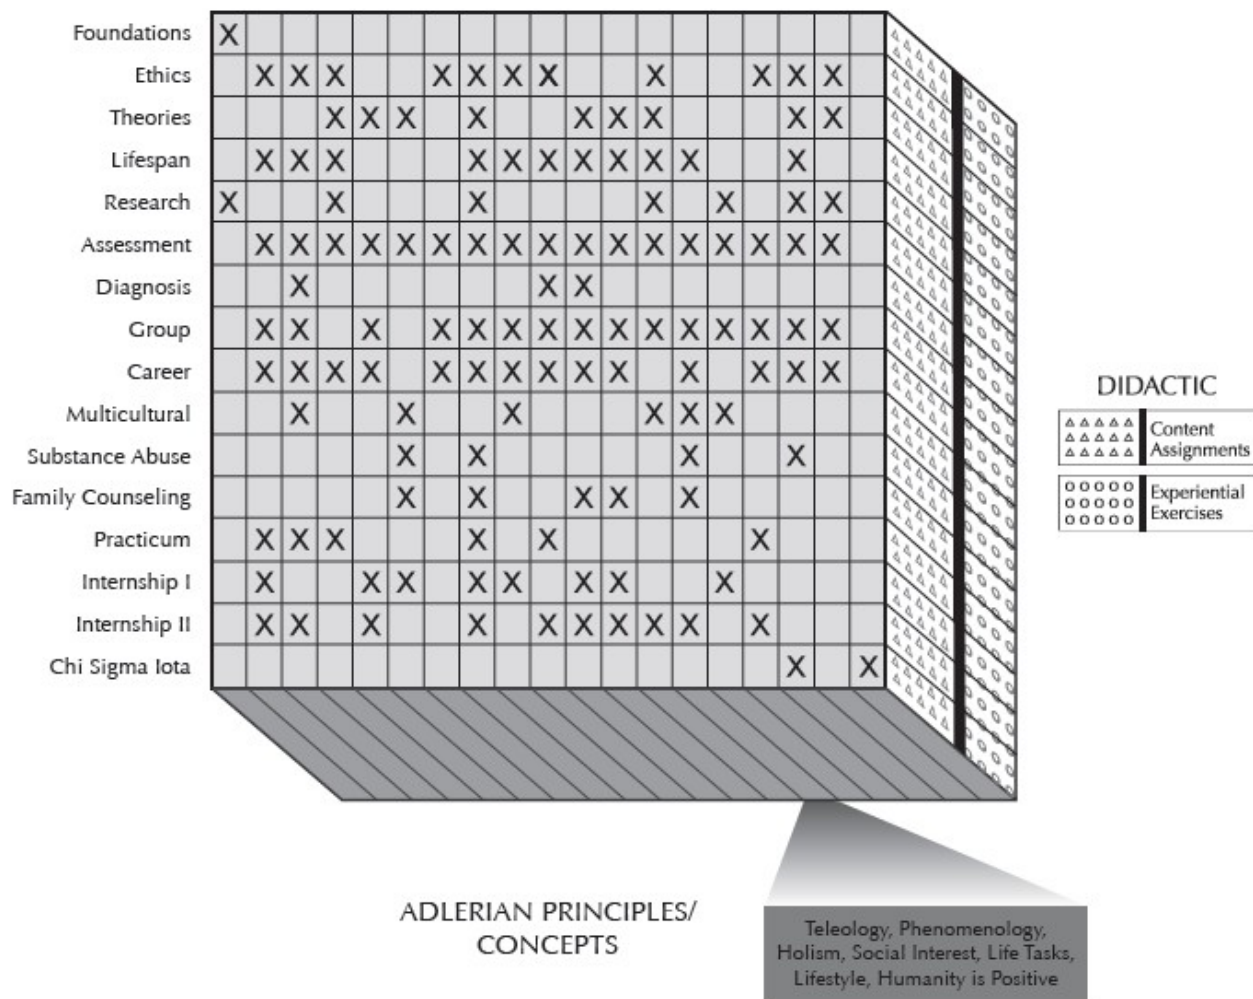 Foundations X
Ethics X X X X X X X X X X X
Theories X X X X X X X X X
Lifespan X X X X X X X X X X X
Research X X X X X X X
Assessment X X X X X X X X X X X X X X X X X
Diagnosis X X X
Group X X X X X X X X X X X X X X X
Career X X X X X X X X X X X X X X
Multicultural X X X X X X
Substance Abuse X X X X
Family Counseling X X X X X
Practicum X X X X X X
Internship I X X X X X X X X
Internship II X X X X X X X X X X
Chi Sigma Iota X X
DIDACTIC
Content
Assignments
Experiential
Exercises
ADLERIAN PRINCIPLES/
CONCEPTS
Teleology, Phenomenology,
Holism, Social Interest, Life Tasks,
Lifestyle, Humanity is Positive